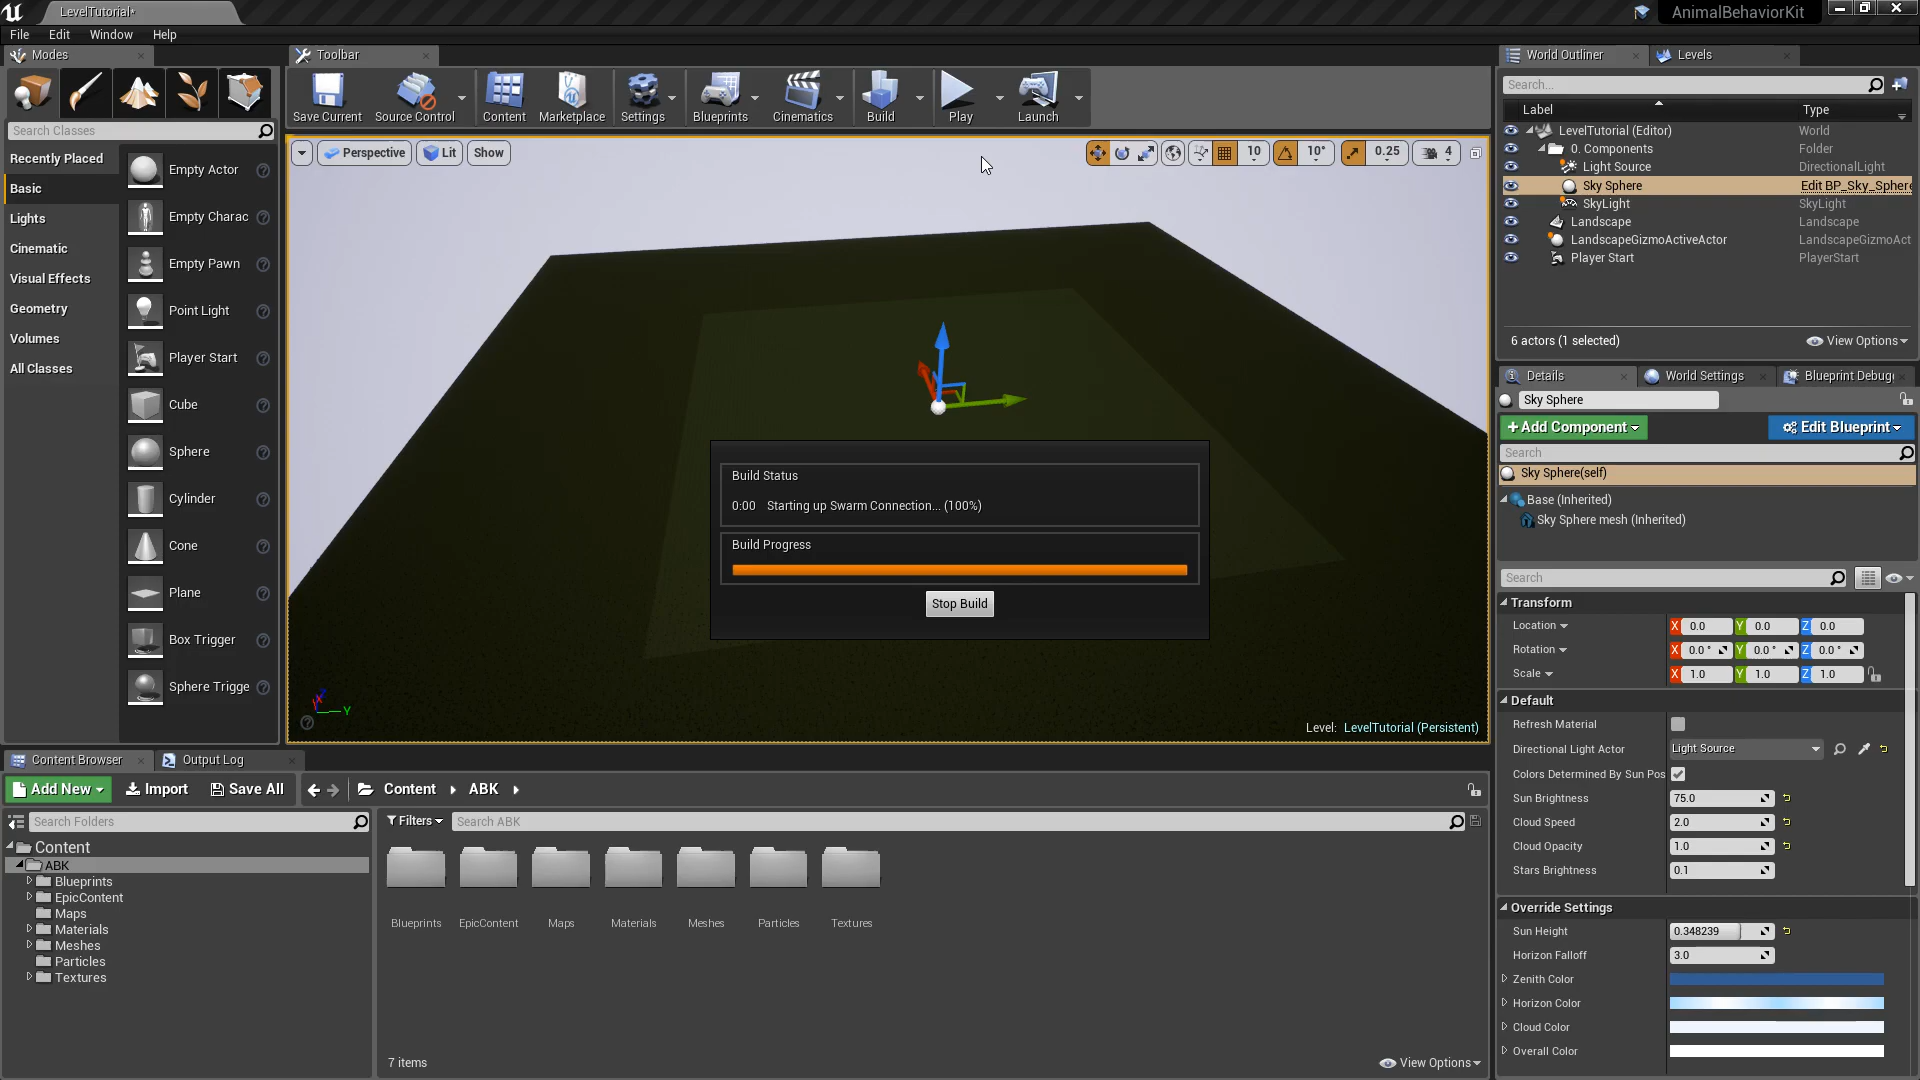 LevelTutorial*
AnimalBehaviorKit
File Edit Window Help
Modes
Search Classes
Recently Placed
Basic
Lights
Cinematic
Visual Effects
Geometry
Volumes
All Classes
Empty Actor
Empty Charac
Empty Pawn
Point Light
Player Start
Cube
Sphere
Cylinder
Cone
Plane
Box Trigger
Sphere Trigge
Toolbar
Save Current Source Control Content Marketplace Settings Blueprints Cinematics Build Play Launch
Perspective Lit Show
10 10° 0.25 4
Build Status
0:00 Starting up Swarm Connection... (100%)
Build Progress
Stop Build
X Z Y
Level: LevelTutorial (Persistent)
World Outliner Levels
Search...
Label Type
LevelTutorial (Editor) World
0. Components Folder
Light Source DirectionalLight
Sky Sphere Edit BP_Sky_Sphere
SkyLight SkyLight
Landscape Landscape
LandscapeGizmoActiveActor LandscapeGizmoAct
Player Start PlayerStart
6 actors (1 selected) View Options
Details World Settings Blueprint Debug
Sky Sphere
+Add Component Edit Blueprint
Search
Sky Sphere(self)
Base (Inherited)
Sky Sphere mesh (Inherited)
Search
Transform
Location X 0.0 Y 0.0 Z 0.0
Rotation X 0.0 ° Y 0.0 ° Z 0.0 °
Scale X 1.0 Y 1.0 Z 1.0
Default
Refresh Material
Directional Light Actor Light Source
Colors Determined By Sun Pos
Sun Brightness 75.0
Cloud Speed 2.0
Cloud Opacity 1.0
Stars Brightness 0.1
Override Settings
Sun Height 0.348239
Horizon Falloff 3.0
Zenith Color
Horizon Color
Cloud Color
Overall Color
Content Browser Output Log
Add New Import Save All Content ABK
Search Folders
Content
ABK
Blueprints
EpicContent
Maps
Materials
Meshes
Particles
Textures
Filters Search ABK
Blueprints EpicContent Maps Materials Meshes Particles Textures
7 items View Options